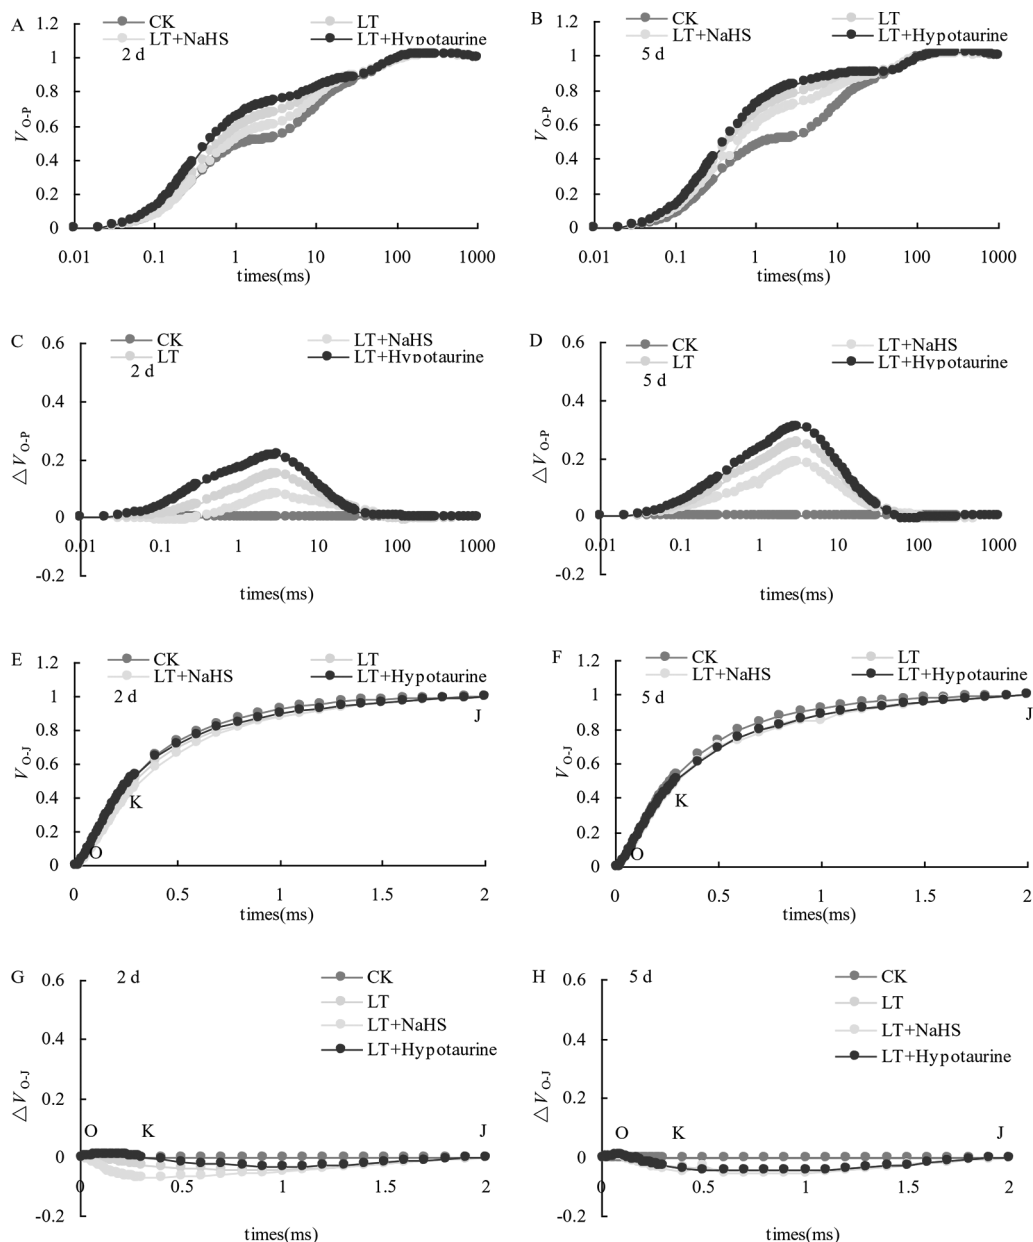 A
CK
LT
LT+NaHS
LT+Hypotaurine
2 d
V O-P
1.2
1
0.8
0.6
0.4
0.2
0
0.01 0.1 1 10 100 1000
times(ms)
B
CK
LT
LT+NaHS
LT+Hypotaurine
5 d
V O-P
1.2
1
0.8
0.6
0.4
0.2
0
0.01 0.1 1 10 100 1000
times(ms)
C
CK
LT+NaHS
LT
LT+Hypotaurine
2 d
△V O-P
0.6
0.4
0.2
0
-0.2
0.01 0.1 1 10 100 1000
times(ms)
D
CK
LT+NaHS
LT
LT+Hypotaurine
5 d
△V O-P
0.6
0.4
0.2
0
-0.2
0.01 0.1 1 10 100 1000
times(ms)
E
CK
LT
LT+NaHS
LT+Hypotaurine
2 d
V O-J
1.2
1
0.8
0.6
0.4
0.2
0
O
K
J
0 0.5 1 1.5 2
times(ms)
F
CK
LT
LT+NaHS
LT+Hypotaurine
5 d
V O-J
1.2
1
0.8
0.6
0.4
0.2
0
O
K
J
0 0.5 1 1.5 2
times(ms)
G
2 d
CK
LT
LT+NaHS
LT+Hypotaurine
△V O-J
0.6
0.4
0.2
0
-0.2
O
K
J
0 0.5 1 1.5 2
times(ms)
H
5 d
CK
LT
LT+NaHS
LT+Hypotaurine
△V O-J
0.6
0.4
0.2
0
-0.2
O
K
J
0 0.5 1 1.5 2
times(ms)